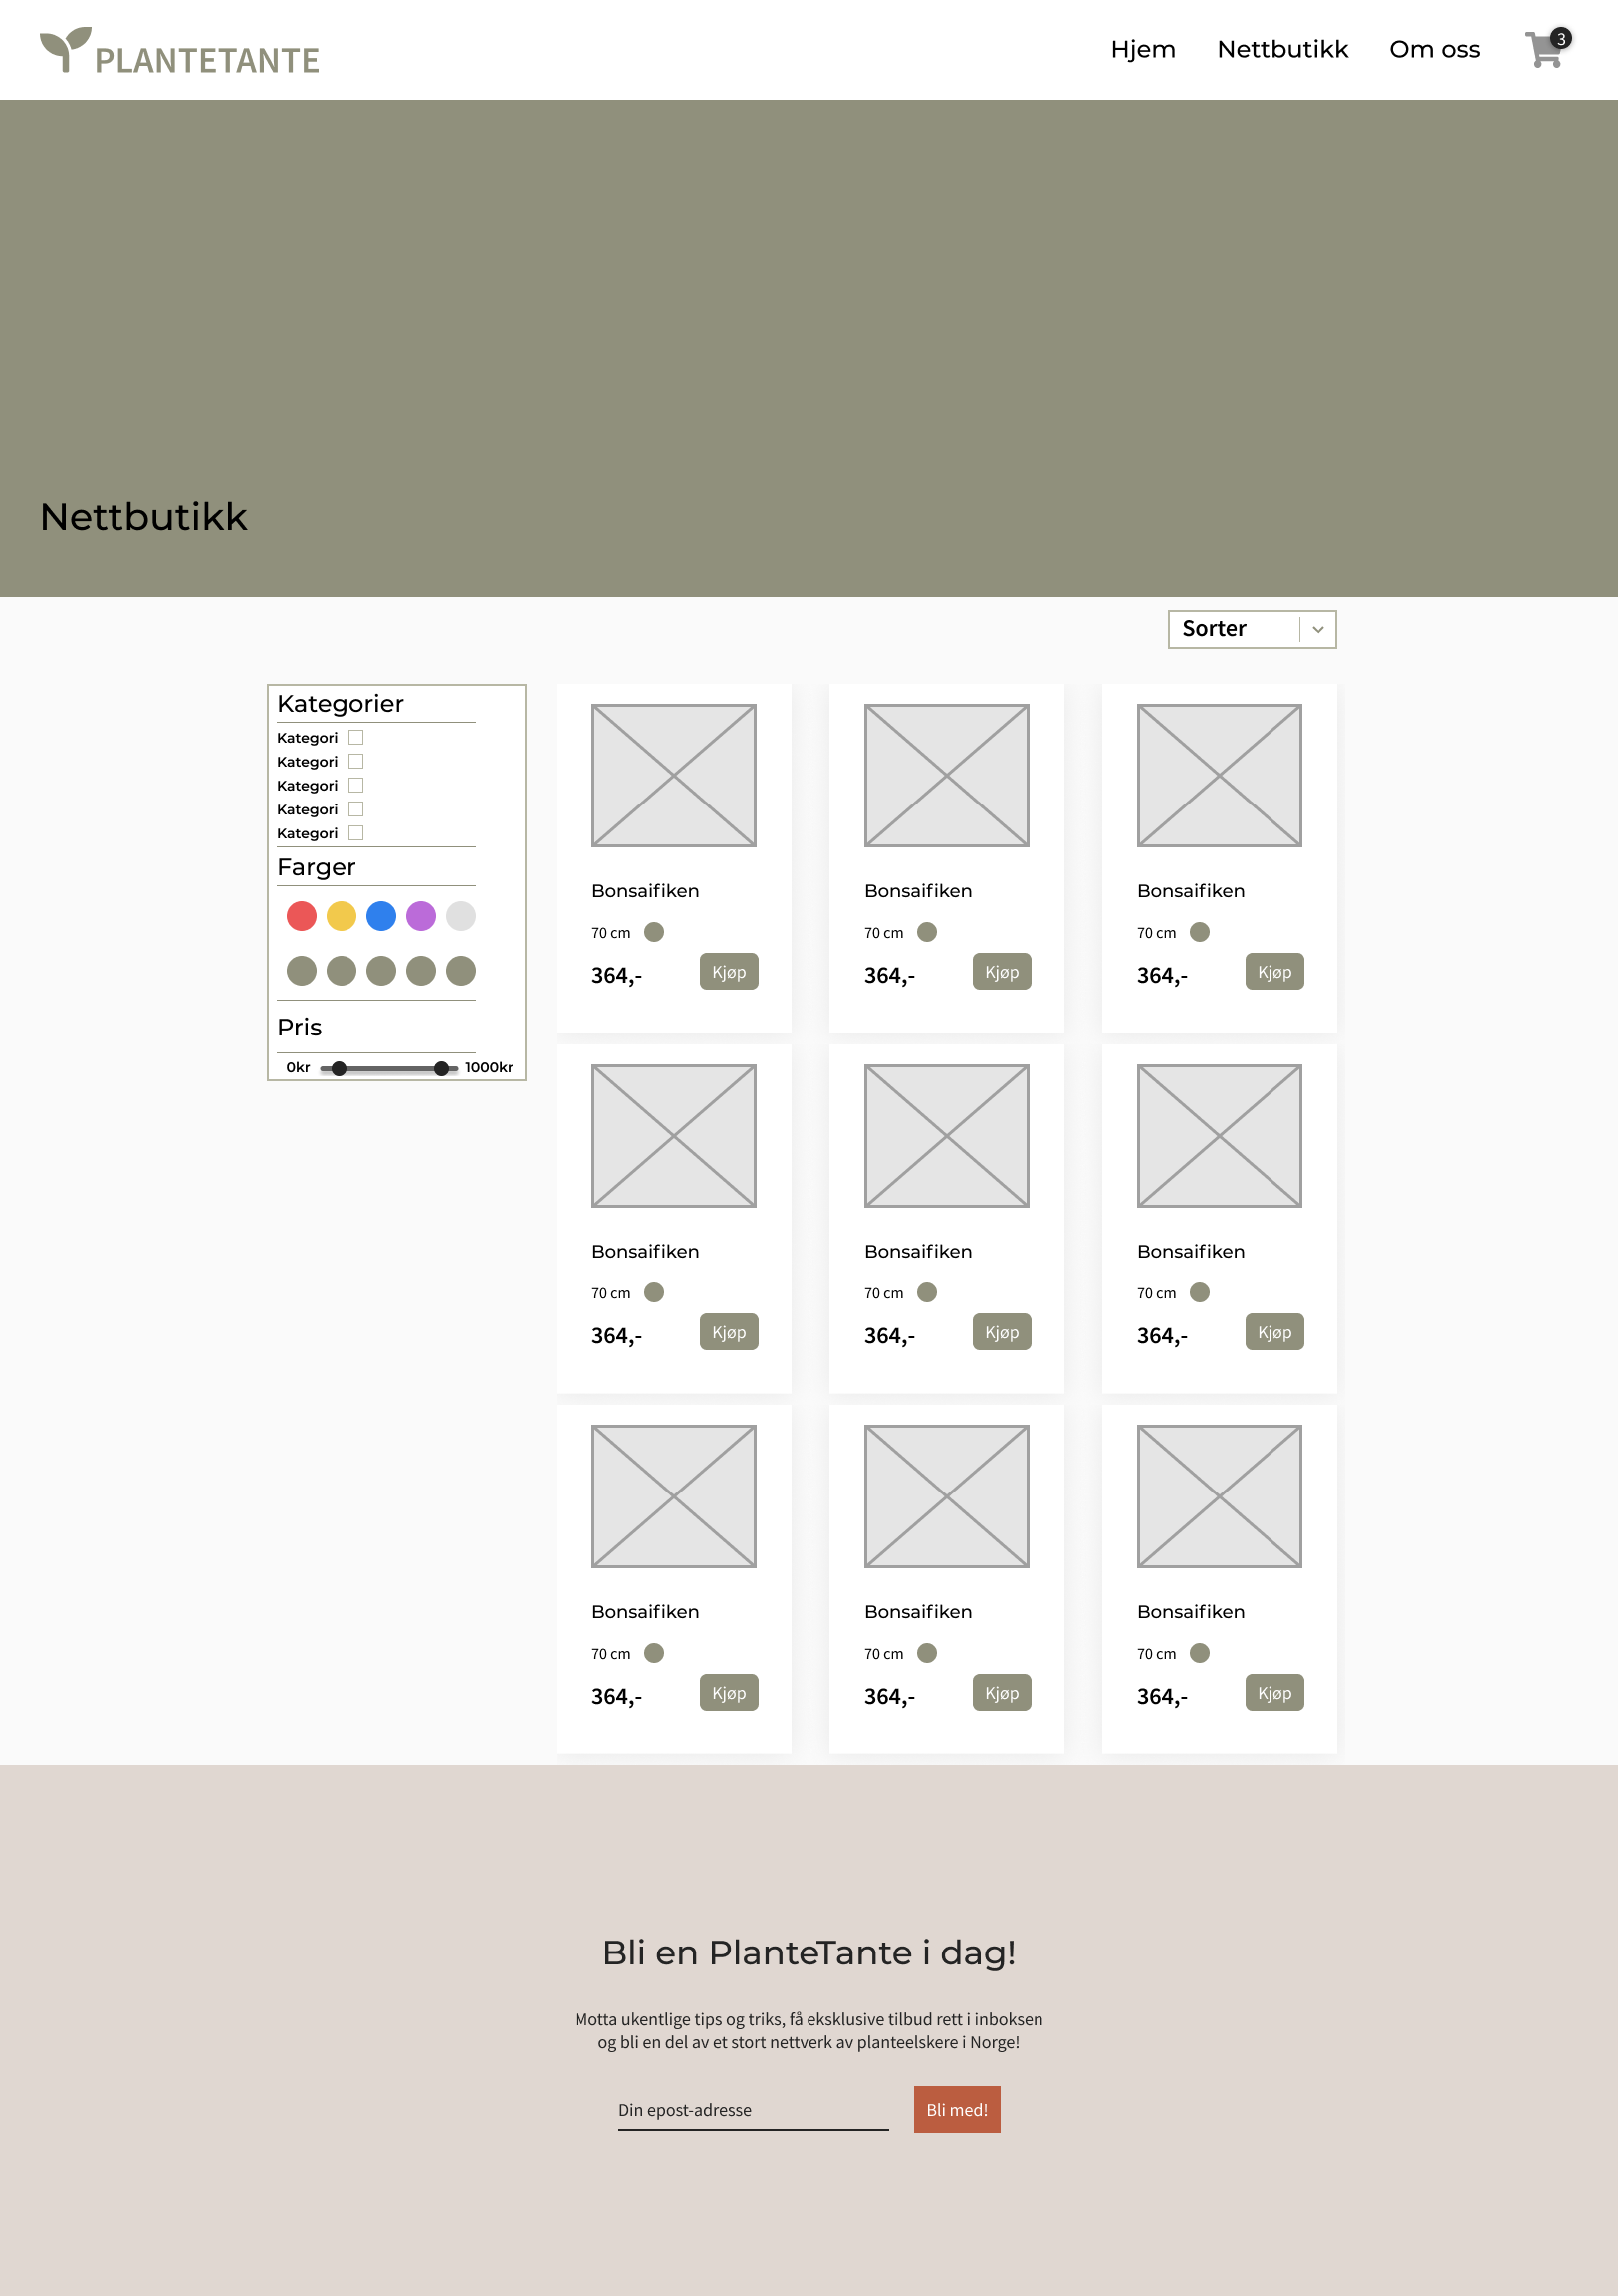 PLANTETANTE
Hjem Nettbutikk Om oss 3
Nettbutikk
Sorter
Kategorier
Kategori
Kategori
Kategori
Kategori
Kategori
Farger
Pris
0kr 1000kr
Bonsaifiken
70 cm
364,- Kjøp
Bonsaifiken
70 cm
364,- Kjøp
Bonsaifiken
70 cm
364,- Kjøp
Bonsaifiken
70 cm
364,- Kjøp
Bonsaifiken
70 cm
364,- Kjøp
Bonsaifiken
70 cm
364,- Kjøp
Bonsaifiken
70 cm
364,- Kjøp
Bonsaifiken
70 cm
364,- Kjøp
Bonsaifiken
70 cm
364,- Kjøp
Bli en PlanteTante i dag!
Motta ukentlige tips og triks, få eksklusive tilbud rett i inboksen
og bli en del av et stort nettverk av planteelskere i Norge!
Din epost-adresse Bli med!